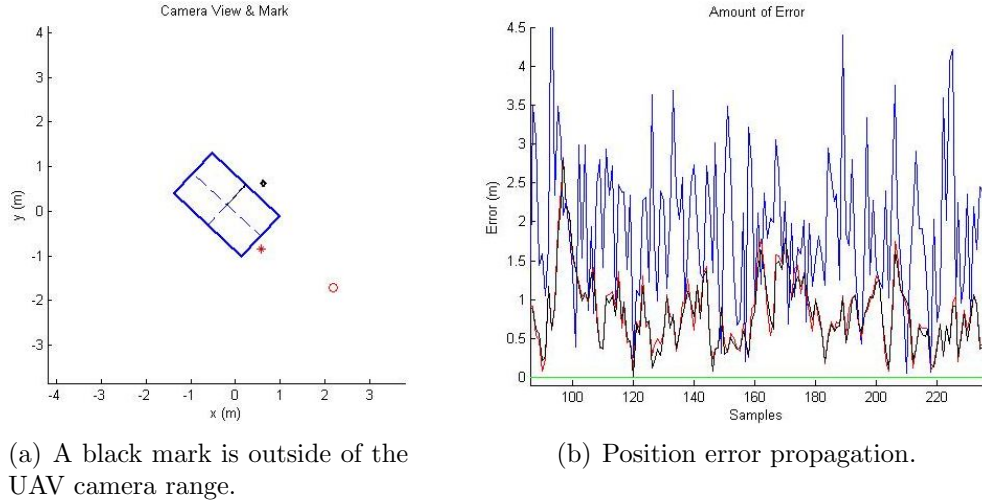 Camera View & Mark
4
3
2
1
0
-1
-2
-3
y (m)
-4 -3 -2 -1 0 1 2 3
x (m)
(a) A black mark is outside of the
UAV camera range.
Amount of Error
4.5
4
3.5
3
2.5
2
1.5
1
0.5
0
Error (m)
100 120 140 160 180 200 220
Samples
(b) Position error propagation.